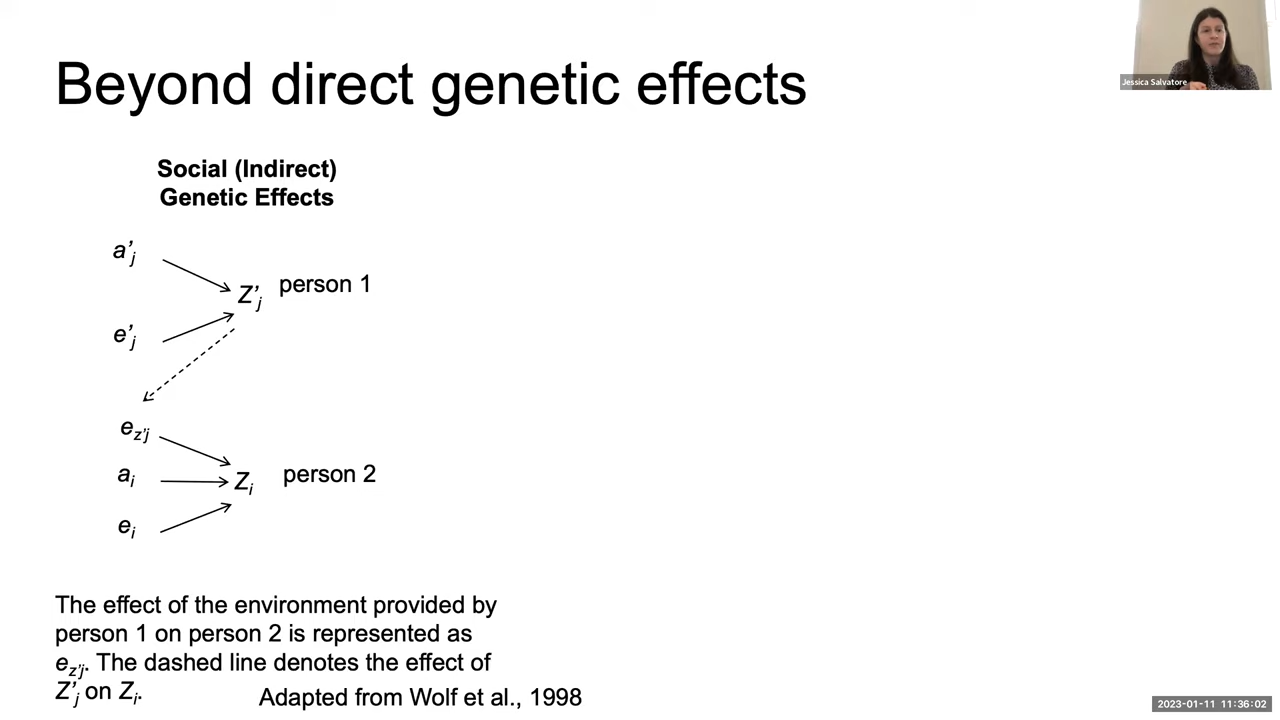 Beyond direct genetic effects
Jessica Salvatore
Social (Indirect)
Genetic Effects
a'j
Z'j
person 1
e'j
ez'j
ai
Zi
person 2
ei
The effect of the environment provided by
person 1 on person 2 is represented as
ez'j. The dashed line denotes the effect of
Z'j on Zi.
Adapted from Wolf et al., 1998
2023-01-11 11:36:02